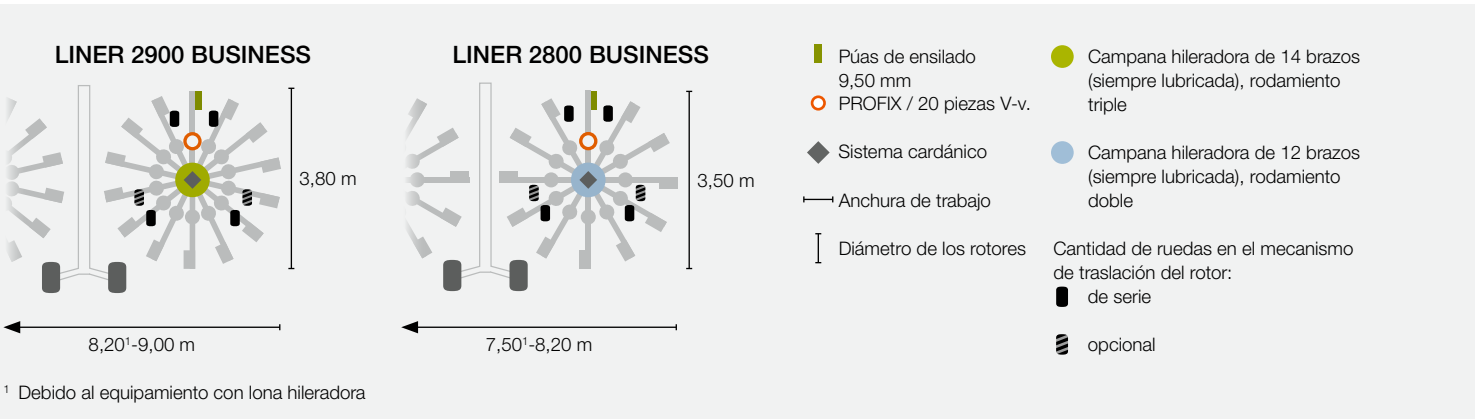 LINER 2900 BUSINESS
3,80 m
8,20¹-9,00 m
LINER 2800 BUSINESS
3,50 m
7,50¹-8,20 m
Púas de ensilado
9,50 mm
PROFIX / 20 piezas V-v.
Sistema cardánico
Anchura de trabajo
Diámetro de los rotores
Campana hileradora de 14 brazos
(siempre lubricada), rodamiento
triple
Campana hileradora de 12 brazos
(siempre lubricada), rodamiento
doble
Cantidad de ruedas en el mecanismo
de traslación del rotor:
de serie
opcional
¹ Debido al equipamiento con lona hileradora